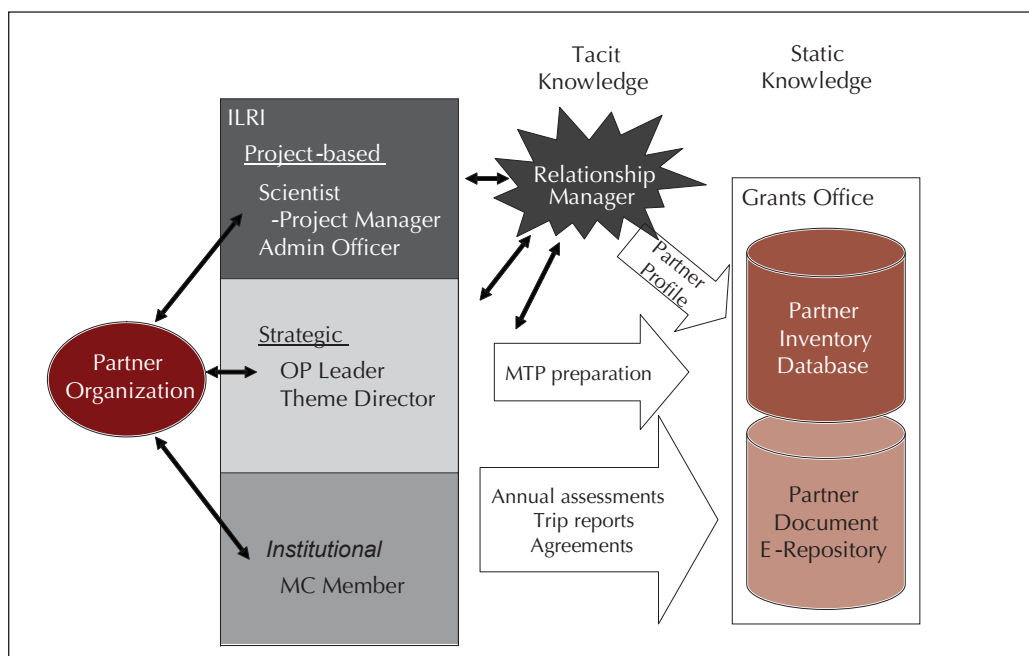 Tacit
Knowledge
Static
Knowledge
ILRI
Project-based
Scientist
-Project Manager
Admin Officer
Relationship
Manager
Grants Office
Partner
Profile
Partner
Inventory
Database
Strategic
OP Leader
Theme Director
Partner
Organization
MTP preparation
Annual assessments
Trip reports
Agreements
Partner
Document
E-Repository
Institutional
MC Member